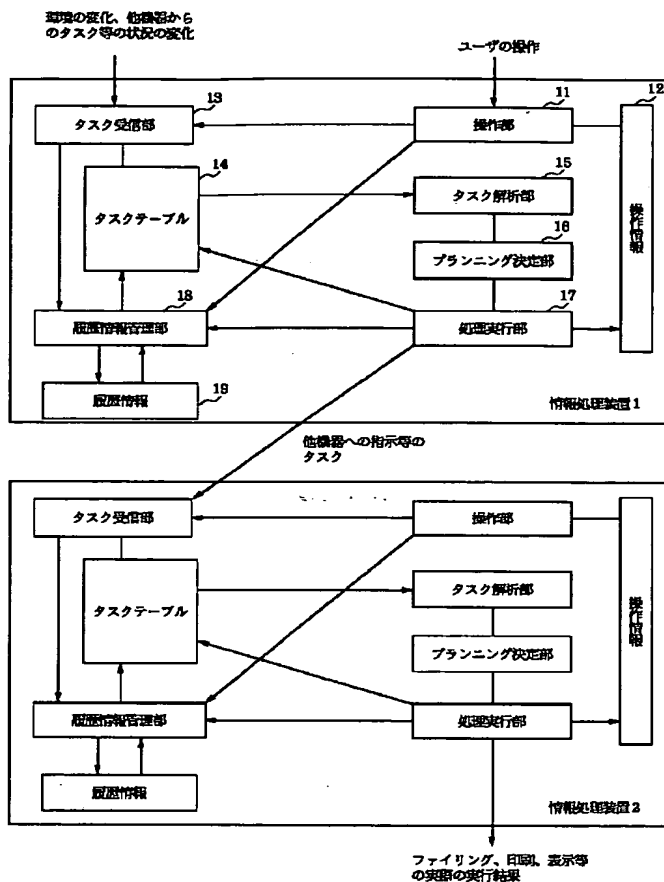 環境の変化、他機器から
のタスク等の状況の変化
ユーザの操作
13
タスク受信部
11
操作部
12
操作情報
14
タスクテーブル
15
タスク解析部
16
プランニング決定部
18
履歴情報管理部
17
処理実行部
19
履歴情報
情報処理装置1
他機器への指示等の
タスク
タスク受信部
操作部
操作情報
タスクテーブル
タスク解析部
プランニング決定部
履歴情報管理部
処理実行部
履歴情報
情報処理装置2
ファイリング、印刷、表示等
の実際の実行結果